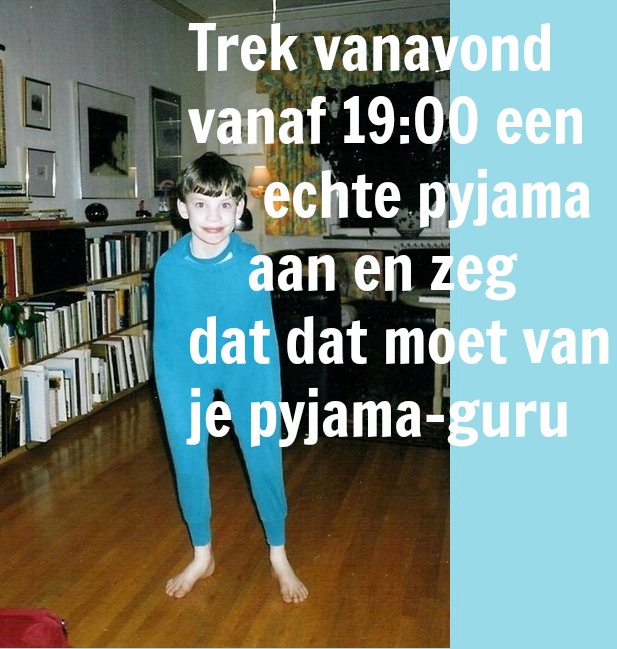 Trek vanavond
vanaf 19:00 een
echte pyjama
aan en zeg
dat dat moet van
je pyjama-guru